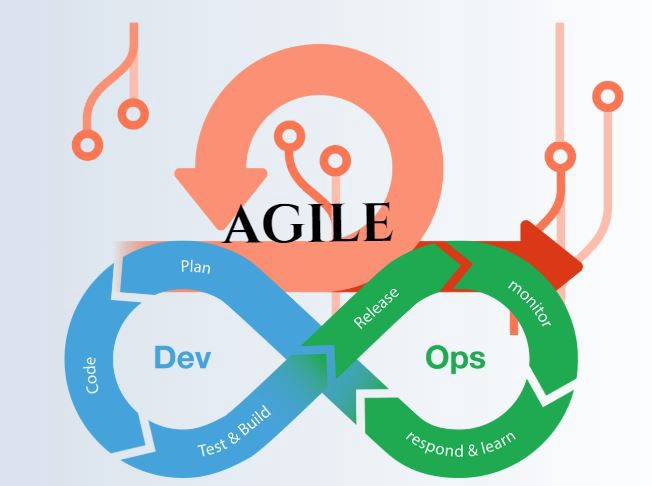 AGILE
Plan
Release
monitor
Code
Dev
Ops
Test & Build
respond & learn